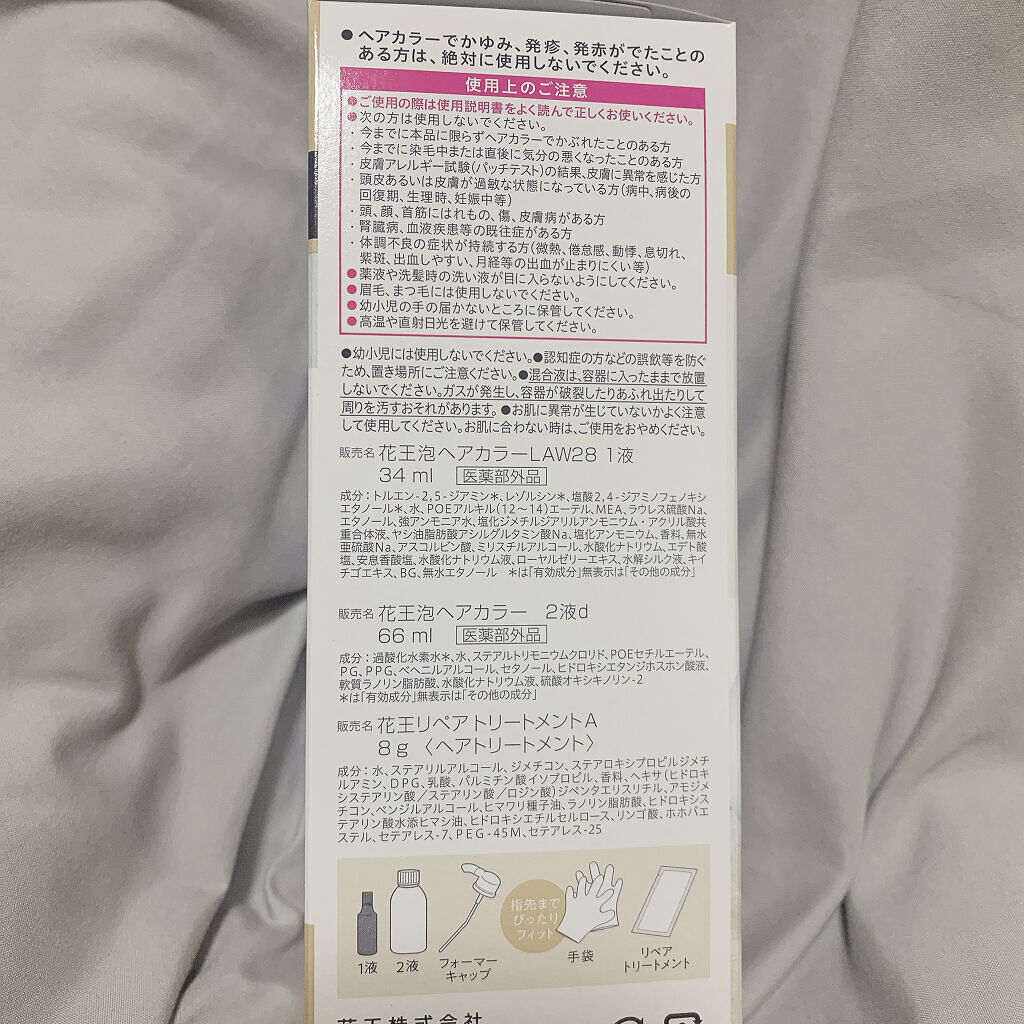 ●ヘアカラーでかゆみ、発疹、発赤がでたことの
ある方は、絶対に使用しないでください。
使用上のご注意
●ご使用の際は使用説明書をよく読んで正しくお使いください。
●次の方は使用しないでください。
・今までに本品に限らずヘアカラーでかぶれたことのある方
・今までに染毛中または直後に気分の悪くなったことのある方
・皮膚アレルギー試験(パッチテスト)の結果、皮膚に異常を感じた方
・頭皮あるいは皮膚が過敏な状態になっている方(病中、病後の
回復期、生理時、妊娠中等)
・頭、顔、首筋にはれもの、傷、皮膚病がある方
・腎臓病、血液疾患等の既往症がある方
・体調不良の症状が持続する方(微熱、倦怠感、動悸、息切れ、
紫斑、出血しやすい、月経等の出血が止まりにくい等)
●薬液や洗髪時の洗い液が目に入らないようにしてください。
●眉毛、まつ毛には使用しないでください。
●幼小児の手の届かないところに保管してください。
●高温や直射日光を避けて保管してください。
●幼小児には使用しないでください。●認知症の方などの誤飲等を防ぐ
ため、置き場所にご注意ください。●混合液は、容器に入ったままで放置
しないでください。ガスが発生し、容器が破裂したりあふれ出たりして
周りを汚すおそれがあります。●お肌に異常が生じていないかよく注意
して使用してください。お肌に合わない時は、ご使用をおやめください。
販売名 花王泡ヘアカラーLAW28 1液
34 ml 医薬部外品
成分：トルエン-2,5-ジアミン＊、レゾルシン＊、塩酸2,4-ジアミノフェノキシ
エタノール＊、水、POEアルキル(12〜14)エーテル、MEA、ラウレス硫酸Na、
エタノール、強アンモニア水、塩化ジメチルジアリルアンモニウム・アクリル酸共
重合体液、ヤシ油脂肪酸アシルグルタミン酸Na、塩化アンモニウム、香料、無水
亜硫酸Na、アスコルビン酸、ミリスチルアルコール、水酸化ナトリウム、エデト酸
塩、安息香酸塩、水酸化ナトリウム液、ローヤルゼリーエキス、水解シルク液、キイ
チゴエキス、BG、無水エタノール ＊は「有効成分」無表示は「その他の成分」
販売名 花王泡ヘアカラー 2液d
66 ml 医薬部外品
成分：過酸化水素水＊、水、ステアルトリモニウムクロリド、POEセチルエーテル、
PG、PPG、ベヘニルアルコール、セタノール、ヒドロキシエタンジホスホン酸液、
軟質ラノリン脂肪酸、水酸化ナトリウム液、硫酸オキシキノリン-2
＊は「有効成分」無表示は「その他の成分」
販売名 花王リペアトリートメントA
8g 〈ヘアトリートメント〉
成分：水、ステアリルアルコール、ジメチコン、ステアロキシプロピルジメチ
ルアミン、DPG、乳酸、パルミチン酸イソプロピル、香料、ヘキサ(ヒドロキ
システアリン酸／ステアリン酸／ロジン酸)ジペンタエリスリチル、アモジメ
チコン、ベンジルアルコール、ヒマワリ種子油、ラノリン脂肪酸、ヒドロキシス
テアリン酸水添ヒマシ油、ヒドロキシエチルセルロース、リンゴ酸、ホホバエ
ステル、セテアレス-7、PEG-45M、セテアレス-25
指先まで
ぴったり
フィット
1液
2液
フォーマー
キャップ
手袋
リペア
トリートメント
花王株式会社